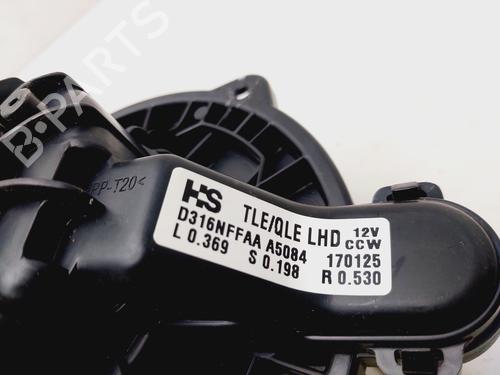 B-PARTS
PP-T20<
HS TLE/QLE LHD 12V
D316NFFAA A5084 CCW
L 0.369 S 0.198 170125
R 0.530